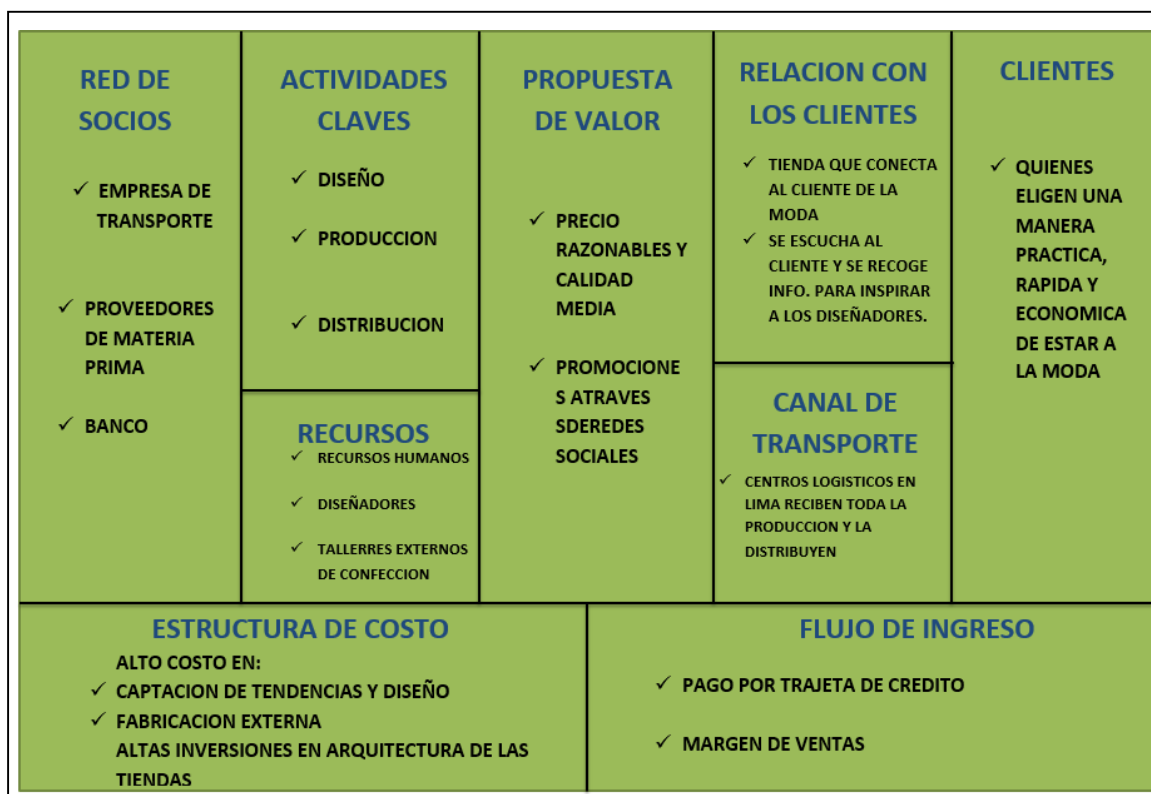 RED DE
SOCIOS
✓ EMPRESA DE
TRANSPORTE
✓ PROVEEDORES
DE MATERIA
PRIMA
✓ BANCO
ACTIVIDADES
CLAVES
✓ DISEÑO
✓ PRODUCCION
✓ DISTRIBUCION
RECURSOS
✓ RECURSOS HUMANOS
✓ DISEÑADORES
✓ TALLERRES EXTERNOS
DE CONFECCION
PROPUESTA
DE VALOR
✓ PRECIO
RAZONABLES Y
CALIDAD
MEDIA
✓ PROMOCIONE
S ATRAVES
SDEREDES
SOCIALES
RELACION CON
LOS CLIENTES
✓ TIENDA QUE CONECTA
AL CLIENTE DE LA
MODA
✓ SE ESCUCHA AL
CLIENTE Y SE RECOGE
INFO. PARA INSPIRAR
A LOS DISEÑADORES.
CANAL DE
TRANSPORTE
✓ CENTROS LOGISTICOS EN
LIMA RECIBEN TODA LA
PRODUCCION Y LA
DISTRIBUYEN
CLIENTES
✓ QUIENES
ELIGEN UNA
MANERA
PRACTICA,
RAPIDA Y
ECONOMICA
DE ESTAR A
LA MODA
ESTRUCTURA DE COSTO
ALTO COSTO EN:
✓ CAPTACION DE TENDENCIAS Y DISEÑO
✓ FABRICACION EXTERNA
ALTAS INVERSIONES EN ARQUITECTURA DE LAS
TIENDAS
FLUJO DE INGRESO
✓ PAGO POR TRAJETA DE CREDITO
✓ MARGEN DE VENTAS